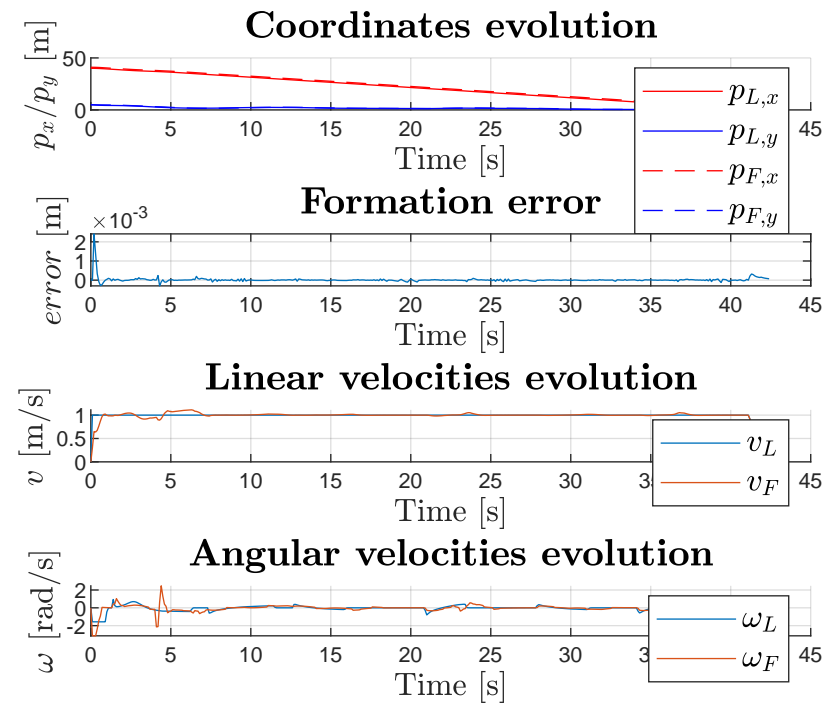 Coordinates evolution
p_x/p_y [m]
50
0
0 5 10 15 20 25 30 45
Time [s]
p_{L,x}
p_{L,y}
p_{F,x}
p_{F,y}
Formation error
×10^{-3}
error [m]
2
1
0
0 5 10 15 20 25 30 35 40 45
Time [s]
Linear velocities evolution
v [m/s]
1
0.5
0
0 5 10 15 20 25 30 3 45
Time [s]
v_L
v_F
Angular velocities evolution
ω [rad/s]
2
0
-2
0 5 10 15 20 25 30 3 45
Time [s]
ω_L
ω_F